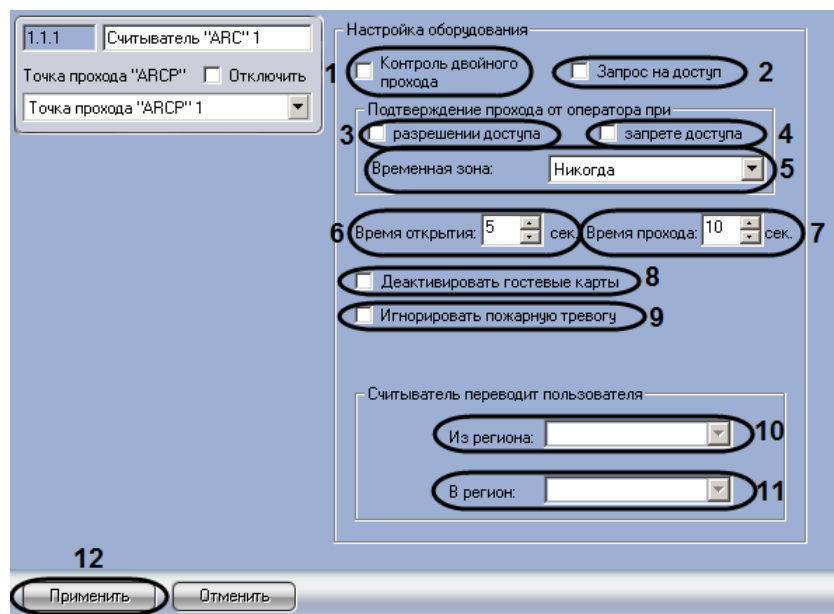 1.1.1 Считыватель "ARC" 1
Точка прохода "ARCP" Отключить
Точка прохода "ARCP" 1
Настройка оборудования
1 Контроль двойного прохода
Запрос на доступ 2
Подтверждение прохода от оператора при
3 разрешении доступа
запрете доступа 4
Временная зона: Никогда 5
6 Время открытия: 5 сек.
Время прохода: 10 сек. 7
Деактивировать гостевые карты 8
Игнорировать пожарную тревогу 9
Считыватель переводит пользователя
Из региона: 10
В регион: 11
12
Применить Отменить